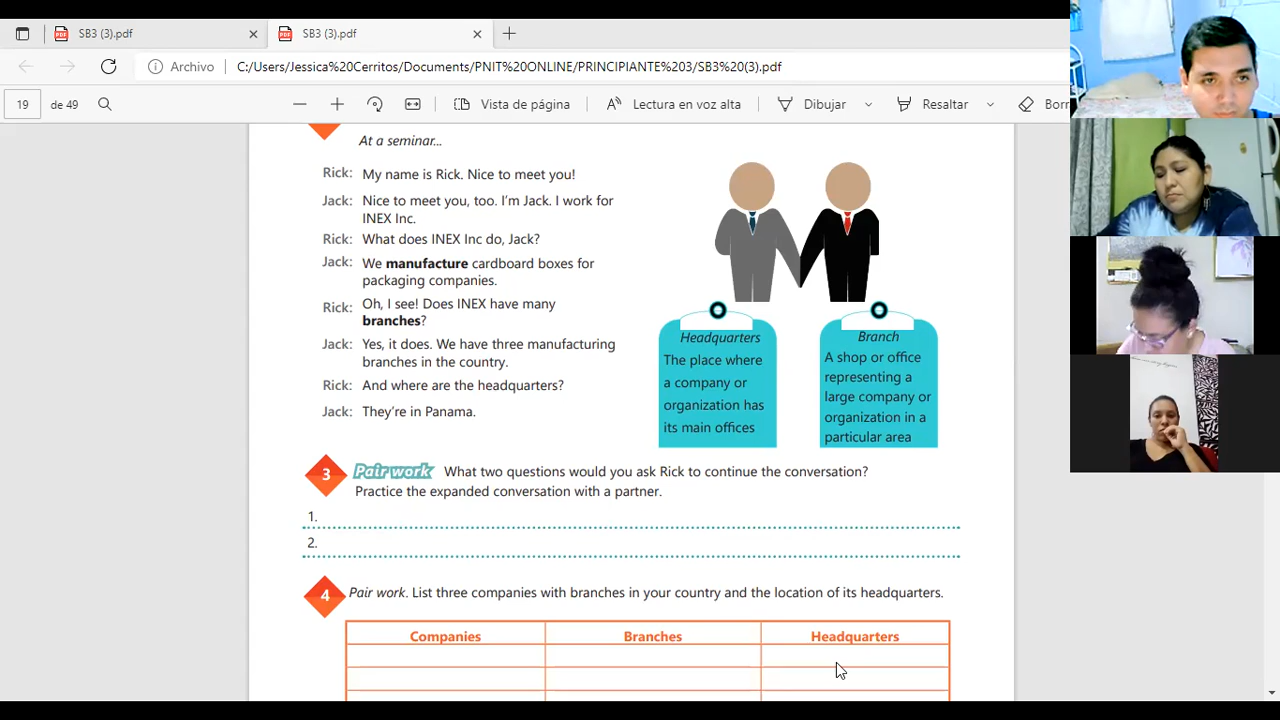 SB3 (3).pdf
SB3 (3).pdf
Archivo
C:/Users/Jessica%20Cerritos/Documents/PNIT%20ONLINE/PRINCIPIANTE%203/SB3%20(3).pdf
19
de 49
Vista de página
Lectura en voz alta
Dibujar
Resaltar
Borr
At a seminar...
Rick: My name is Rick. Nice to meet you!
Jack: Nice to meet you, too. I'm Jack. I work for
INEX Inc.
Rick: What does INEX Inc do, Jack?
Jack: We manufacture cardboard boxes for
packaging companies.
Rick: Oh, I see! Does INEX have many
branches?
Jack: Yes, it does. We have three manufacturing
branches in the country.
Rick: And where are the headquarters?
Jack: They're in Panama.
Headquarters
The place where
a company or
organization has
its main offices
Branch
A shop or office
representing a
large company or
organization in a
particular area
3
Pair work What two questions would you ask Rick to continue the conversation?
Practice the expanded conversation with a partner.
1.
2.
4
Pair work. List three companies with branches in your country and the location of its headquarters.
Companies Branches Headquarters